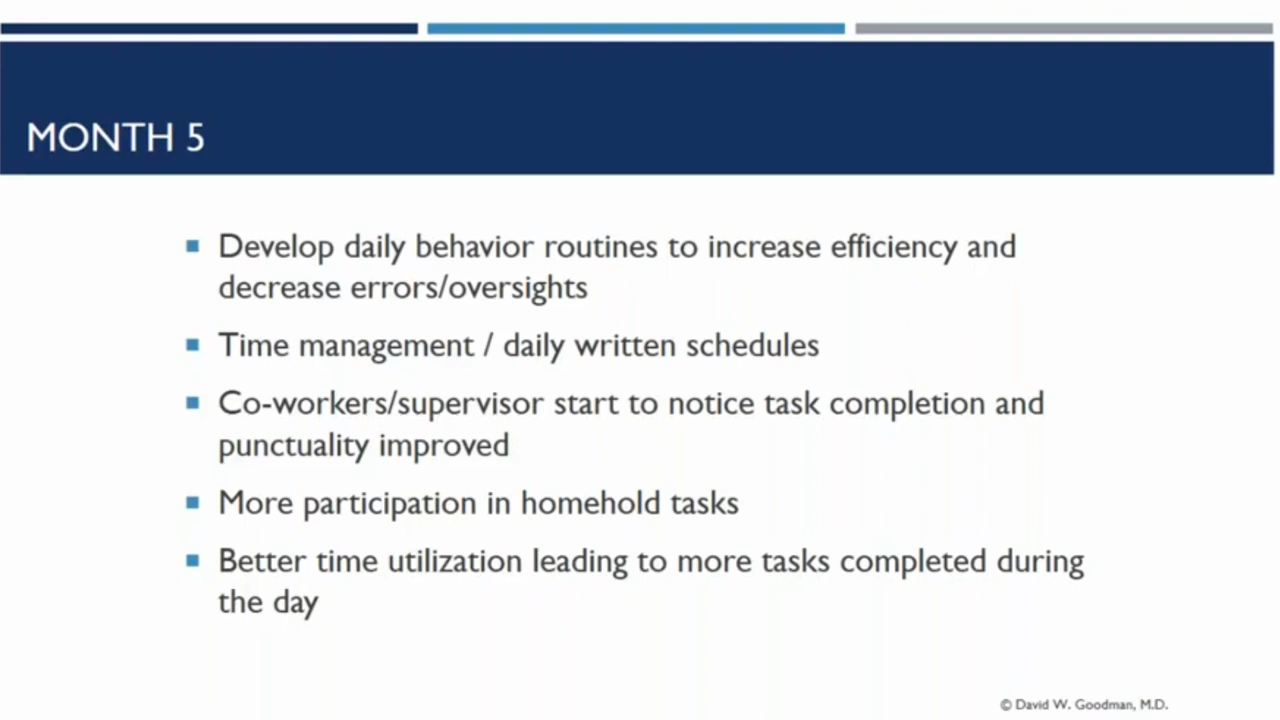 MONTH 5
Develop daily behavior routines to increase efficiency and
decrease errors/oversights
Time management / daily written schedules
Co-workers/supervisor start to notice task completion and
punctuality improved
More participation in homehold tasks
Better time utilization leading to more tasks completed during
the day
© David W. Goodman, M.D.